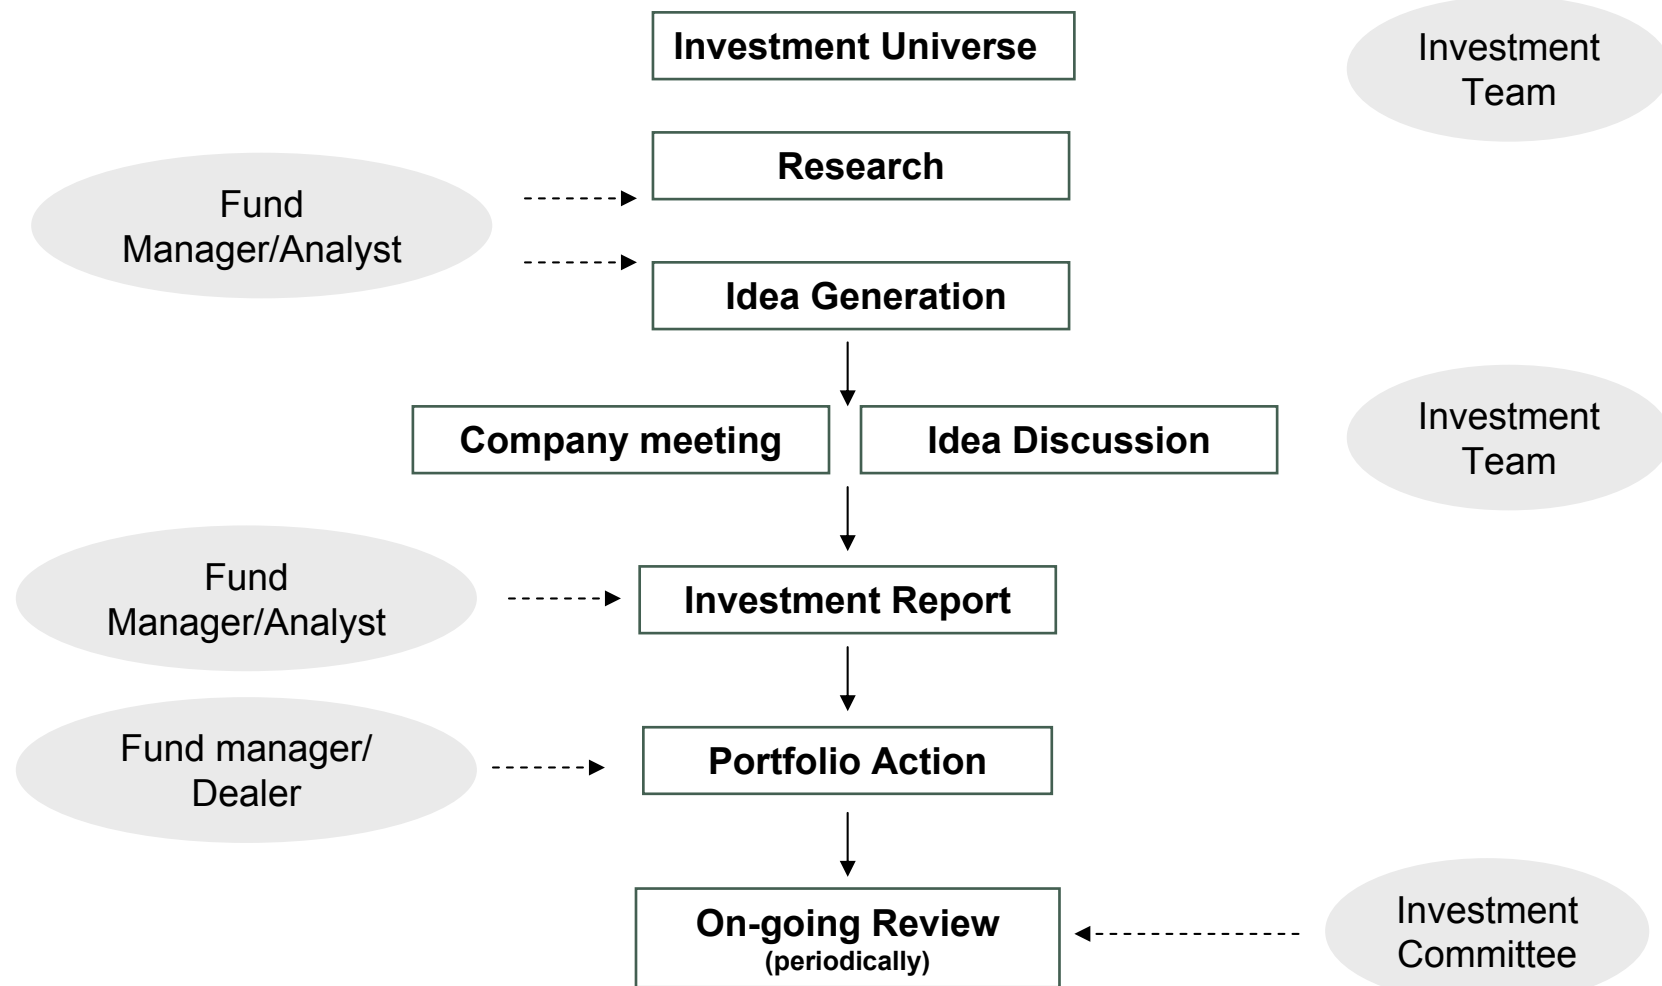 Investment Universe
Investment
Team
Research
Fund
Manager/Analyst
Idea Generation
Company meeting
Idea Discussion
Investment
Team
Fund
Manager/Analyst
Investment Report
Fund manager/
Dealer
Portfolio Action
On-going Review
(periodically)
Investment
Committee